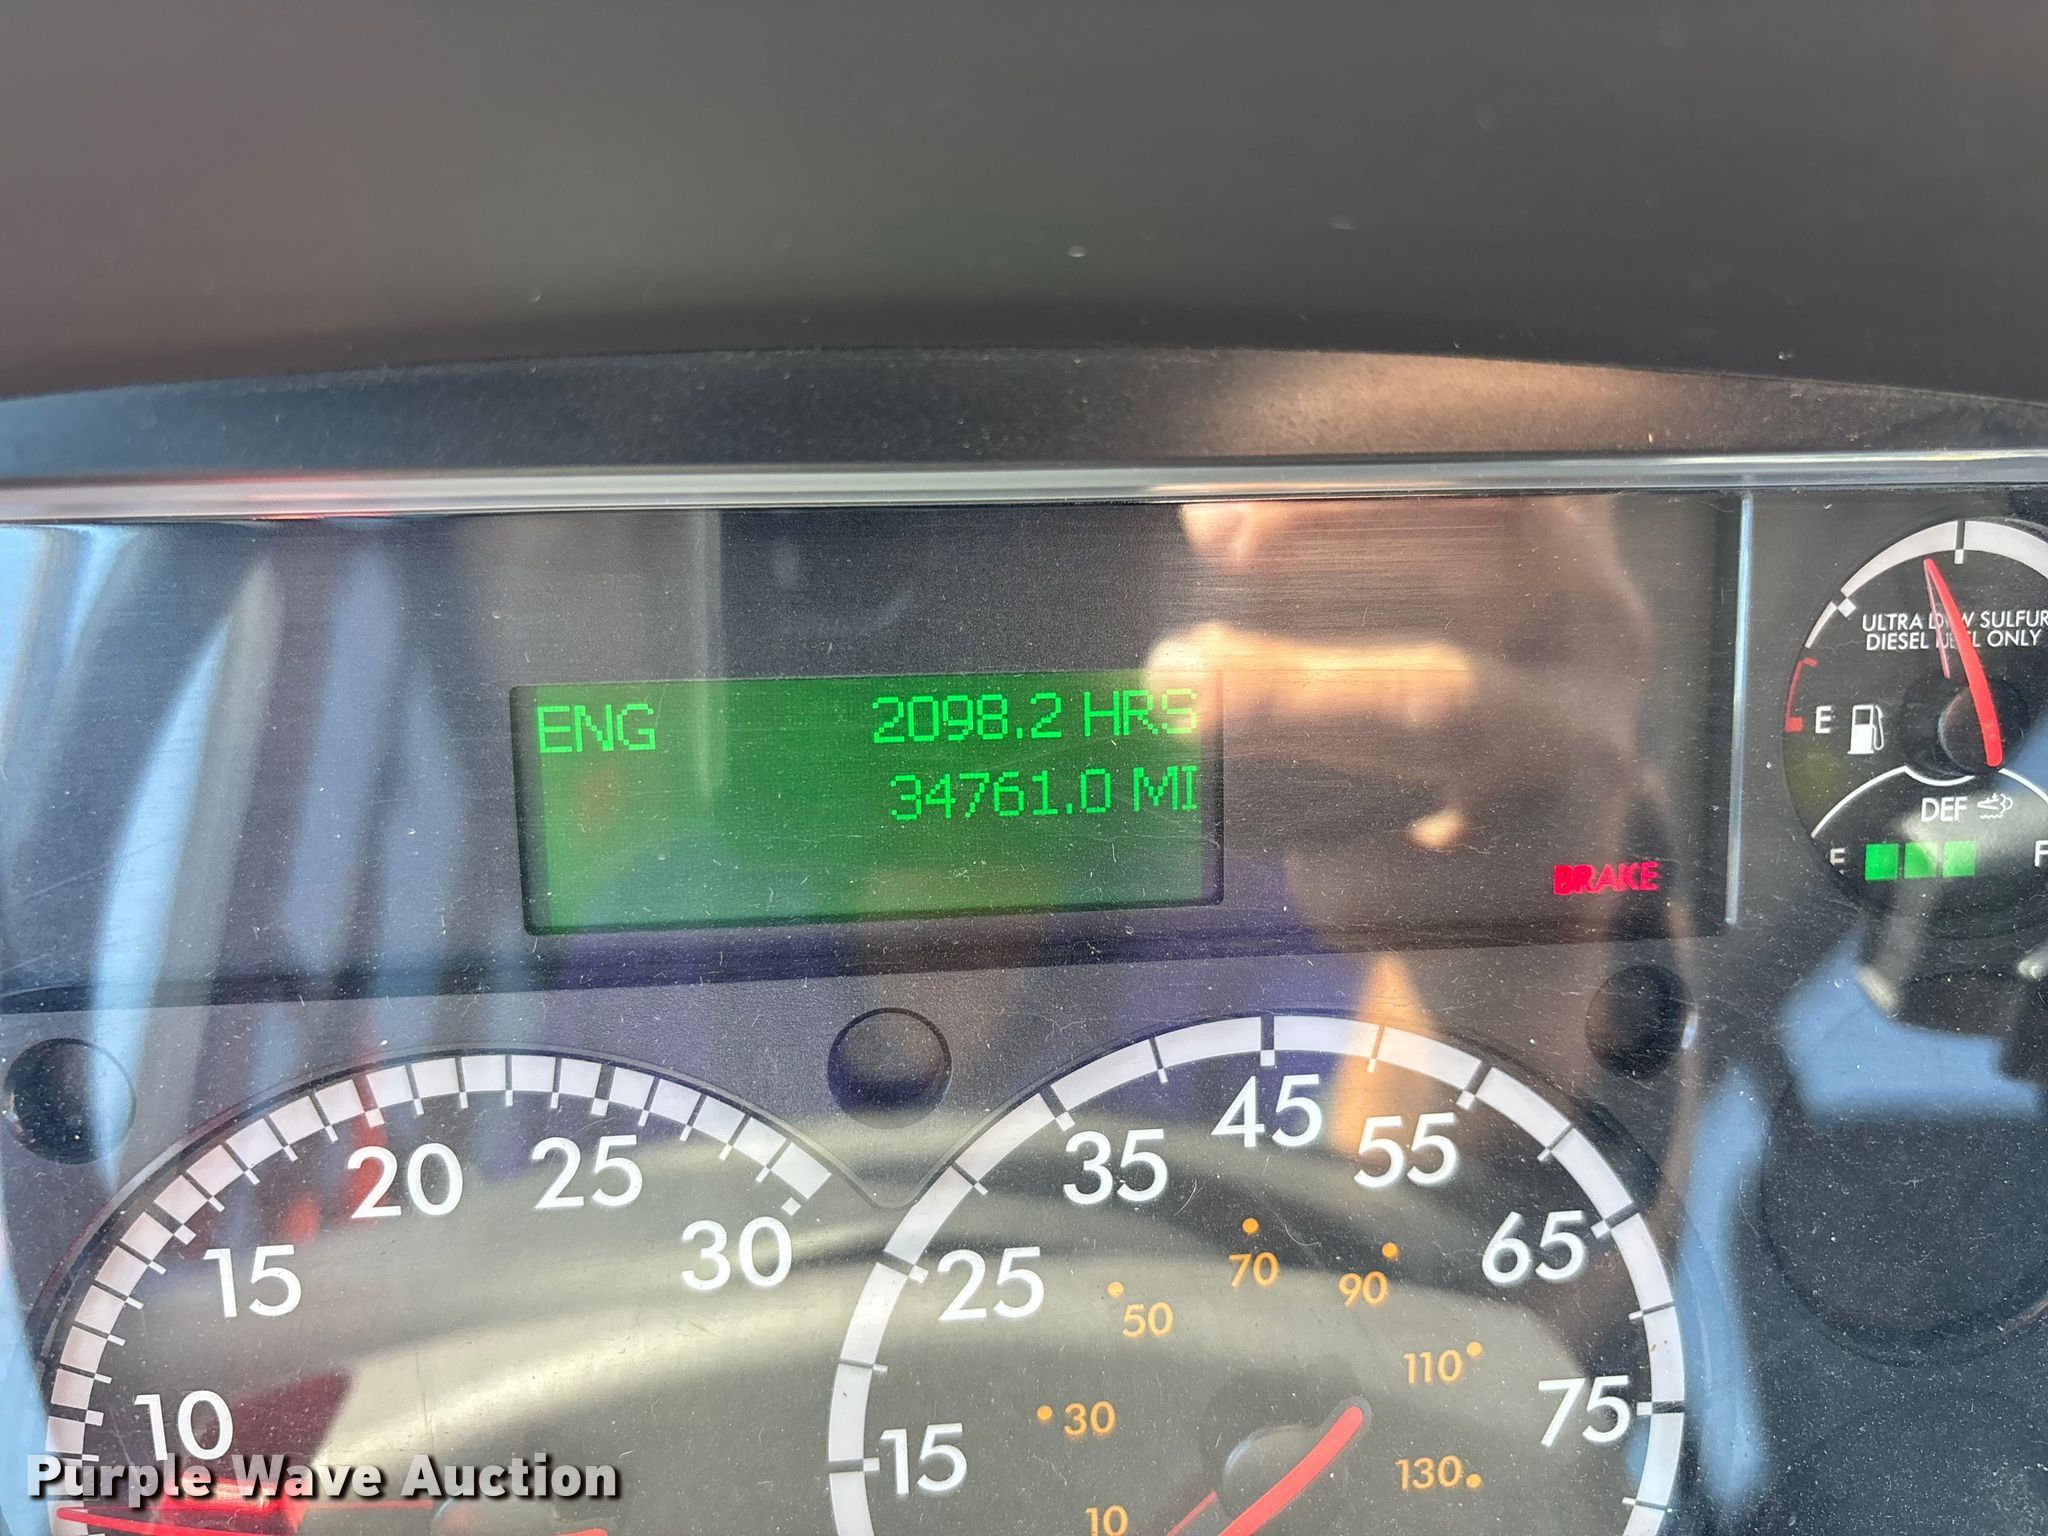 ENG 2098.2 HRS
34761.0 MI
BRAKE
ULTRA LOW SULFUR
DIESEL FUEL ONLY
E
DEF
E F
20 25
15 30
10
45
35 55
25 65
15 75
70
50 90
30 110
10 130
Purple Wave Auction